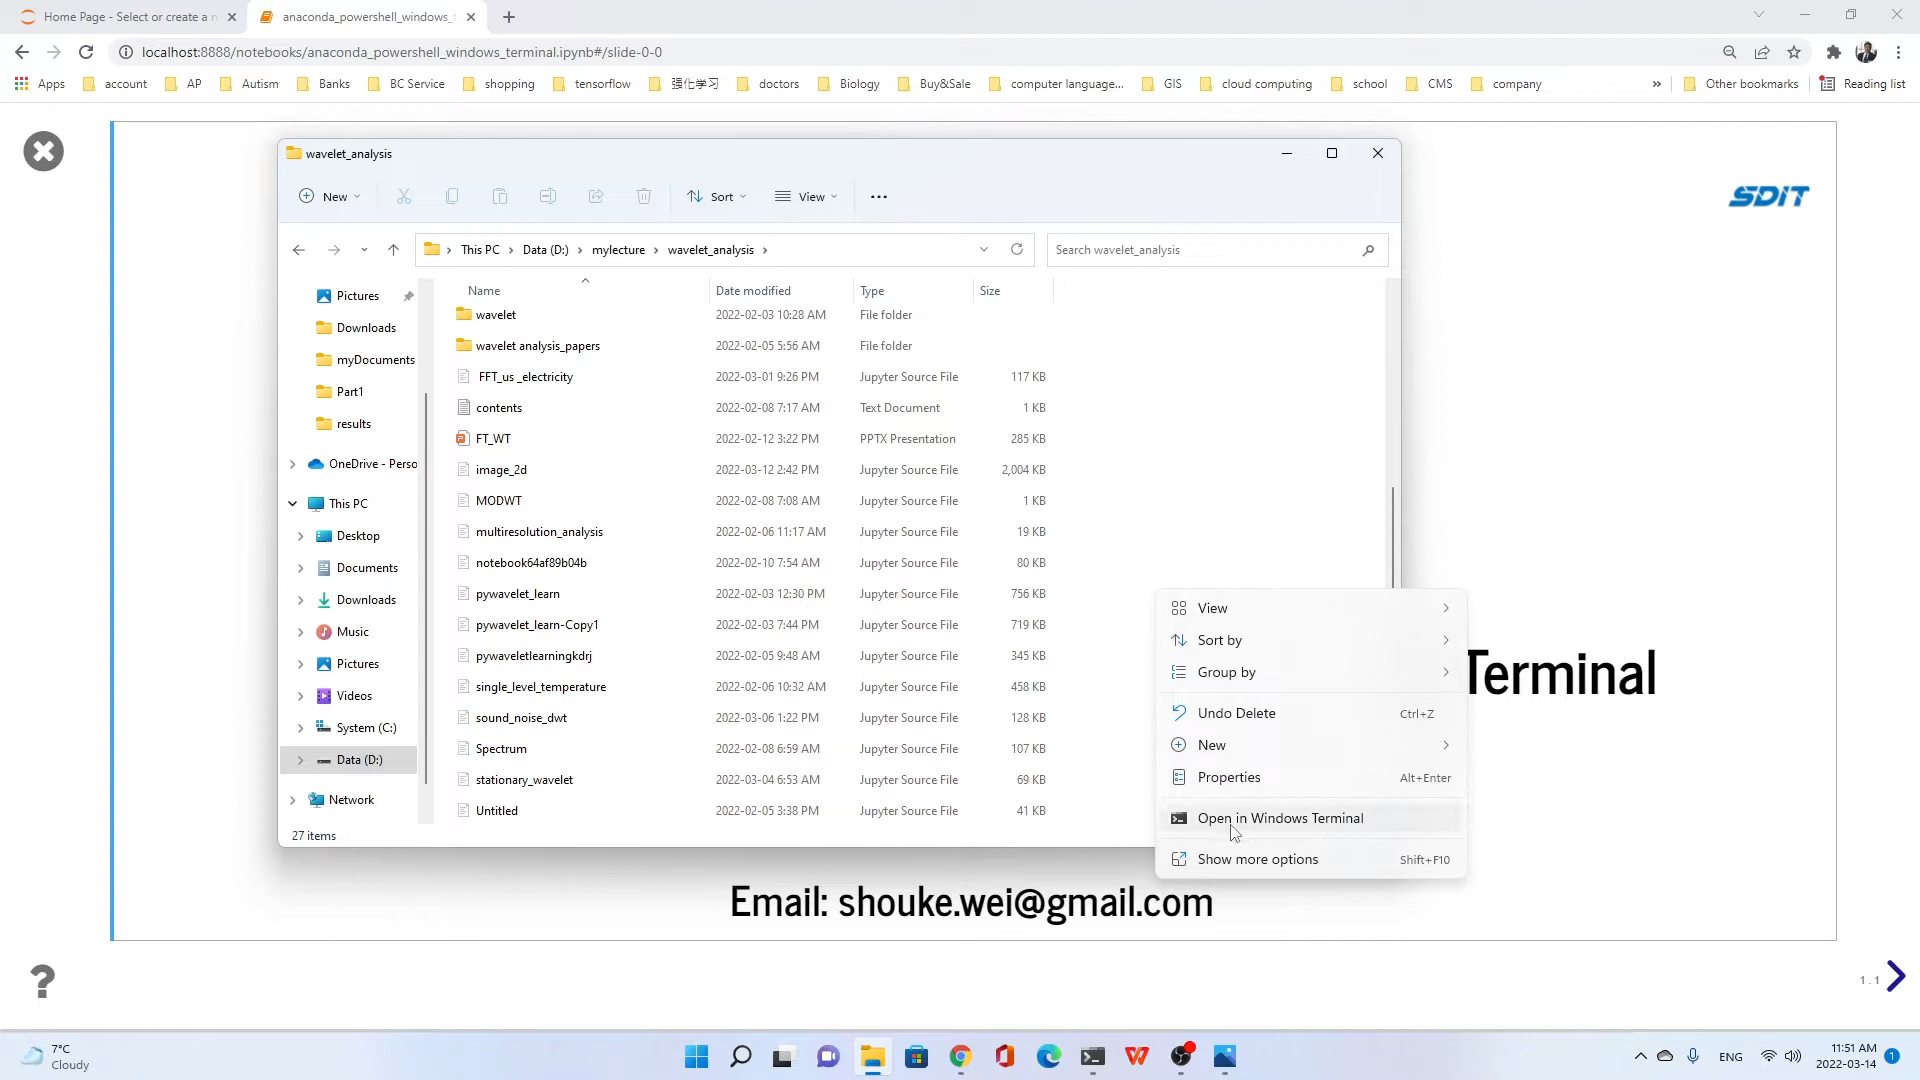 Home Page - Select or create a n
anaconda_powershell_windows_t
localhost:8888/notebooks/anaconda_powershell_windows_terminal.ipynb#/slide-0-0
Apps account AP Autism Banks BC Service shopping tensorflow 强化学习 doctors Biology Buy&Sale computer language... GIS cloud computing school CMS company » Other bookmarks Reading list
SDIT
wavelet_analysis
New Sort View
This PC Data (D:) mylecture wavelet_analysis
Search wavelet_analysis
Name Date modified Type Size
Pictures
Downloads
myDocuments
Part1
results
OneDrive - Perso
This PC
Desktop
Documents
Downloads
Music
Pictures
Videos
System (C:)
Data (D:)
Network
wavelet 2022-02-03 10:28 AM File folder
wavelet analysis_papers 2022-02-05 5:56 AM File folder
FFT_us _electricity 2022-03-01 9:26 PM Jupyter Source File 117 KB
contents 2022-02-08 7:17 AM Text Document 1 KB
FT_WT 2022-02-12 3:22 PM PPTX Presentation 285 KB
image_2d 2022-03-12 2:42 PM Jupyter Source File 2,004 KB
MODWT 2022-02-08 7:08 AM Jupyter Source File 1 KB
multiresolution_analysis 2022-02-06 11:17 AM Jupyter Source File 19 KB
notebook64af89b04b 2022-02-10 7:54 AM Jupyter Source File 80 KB
pywavelet_learn 2022-02-03 12:30 PM Jupyter Source File 756 KB
pywavelet_learn-Copy1 2022-02-03 7:44 PM Jupyter Source File 719 KB
pywaveletlearningkdrj 2022-02-05 9:48 AM Jupyter Source File 345 KB
single_level_temperature 2022-02-06 10:32 AM Jupyter Source File 458 KB
sound_noise_dwt 2022-03-06 1:22 PM Jupyter Source File 128 KB
Spectrum 2022-02-08 6:59 AM Jupyter Source File 107 KB
stationary_wavelet 2022-03-04 6:53 AM Jupyter Source File 69 KB
Untitled 2022-02-05 3:38 PM Jupyter Source File 41 KB
27 items
View
Sort by
Group by
Undo Delete Ctrl+Z
New
Properties Alt+Enter
Open in Windows Terminal
Show more options Shift+F10
Terminal
Email: shouke.wei@gmail.com
?
1 . 1
7°C
Cloudy
ENG
11:51 AM
2022-03-14
1